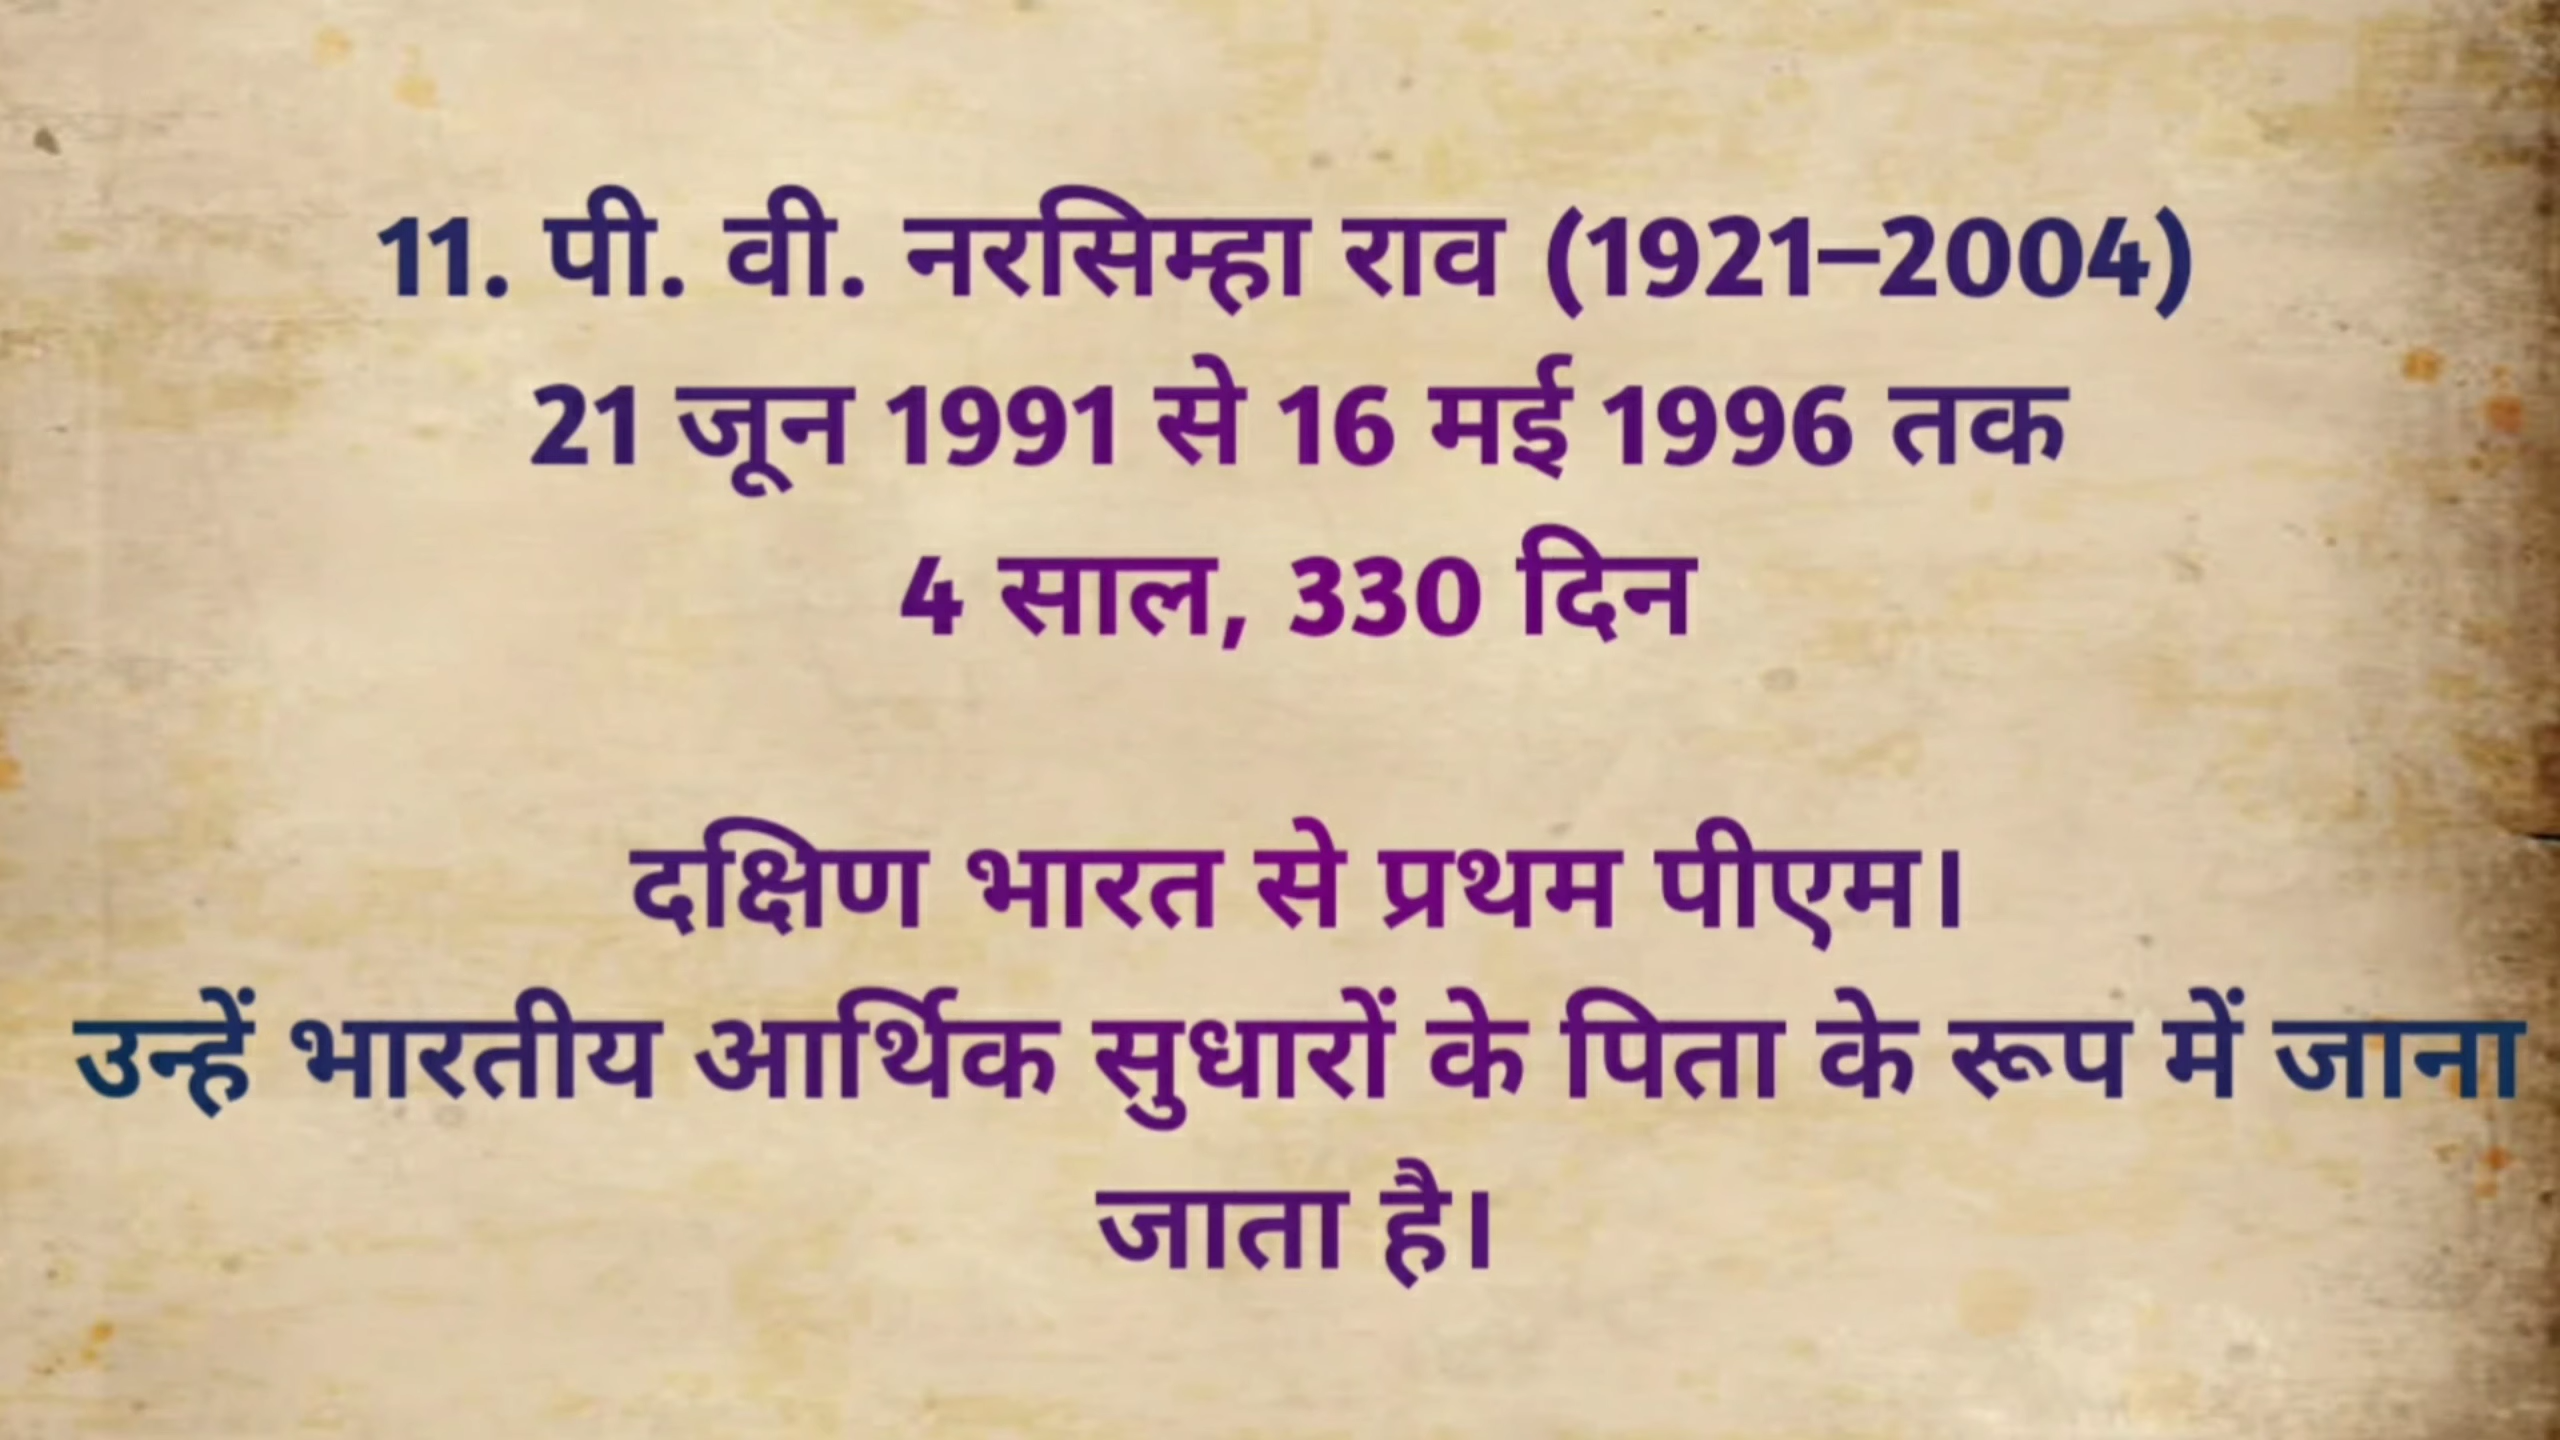 11. पी. वी. नरसिम्हा राव (1921–2004)
21 जून 1991 से 16 मई 1996 तक
4 साल, 330 दिन
दक्षिण भारत से प्रथम पीएम।
उन्हें भारतीय आर्थिक सुधारों के पिता के रूप में जाना
जाता है।